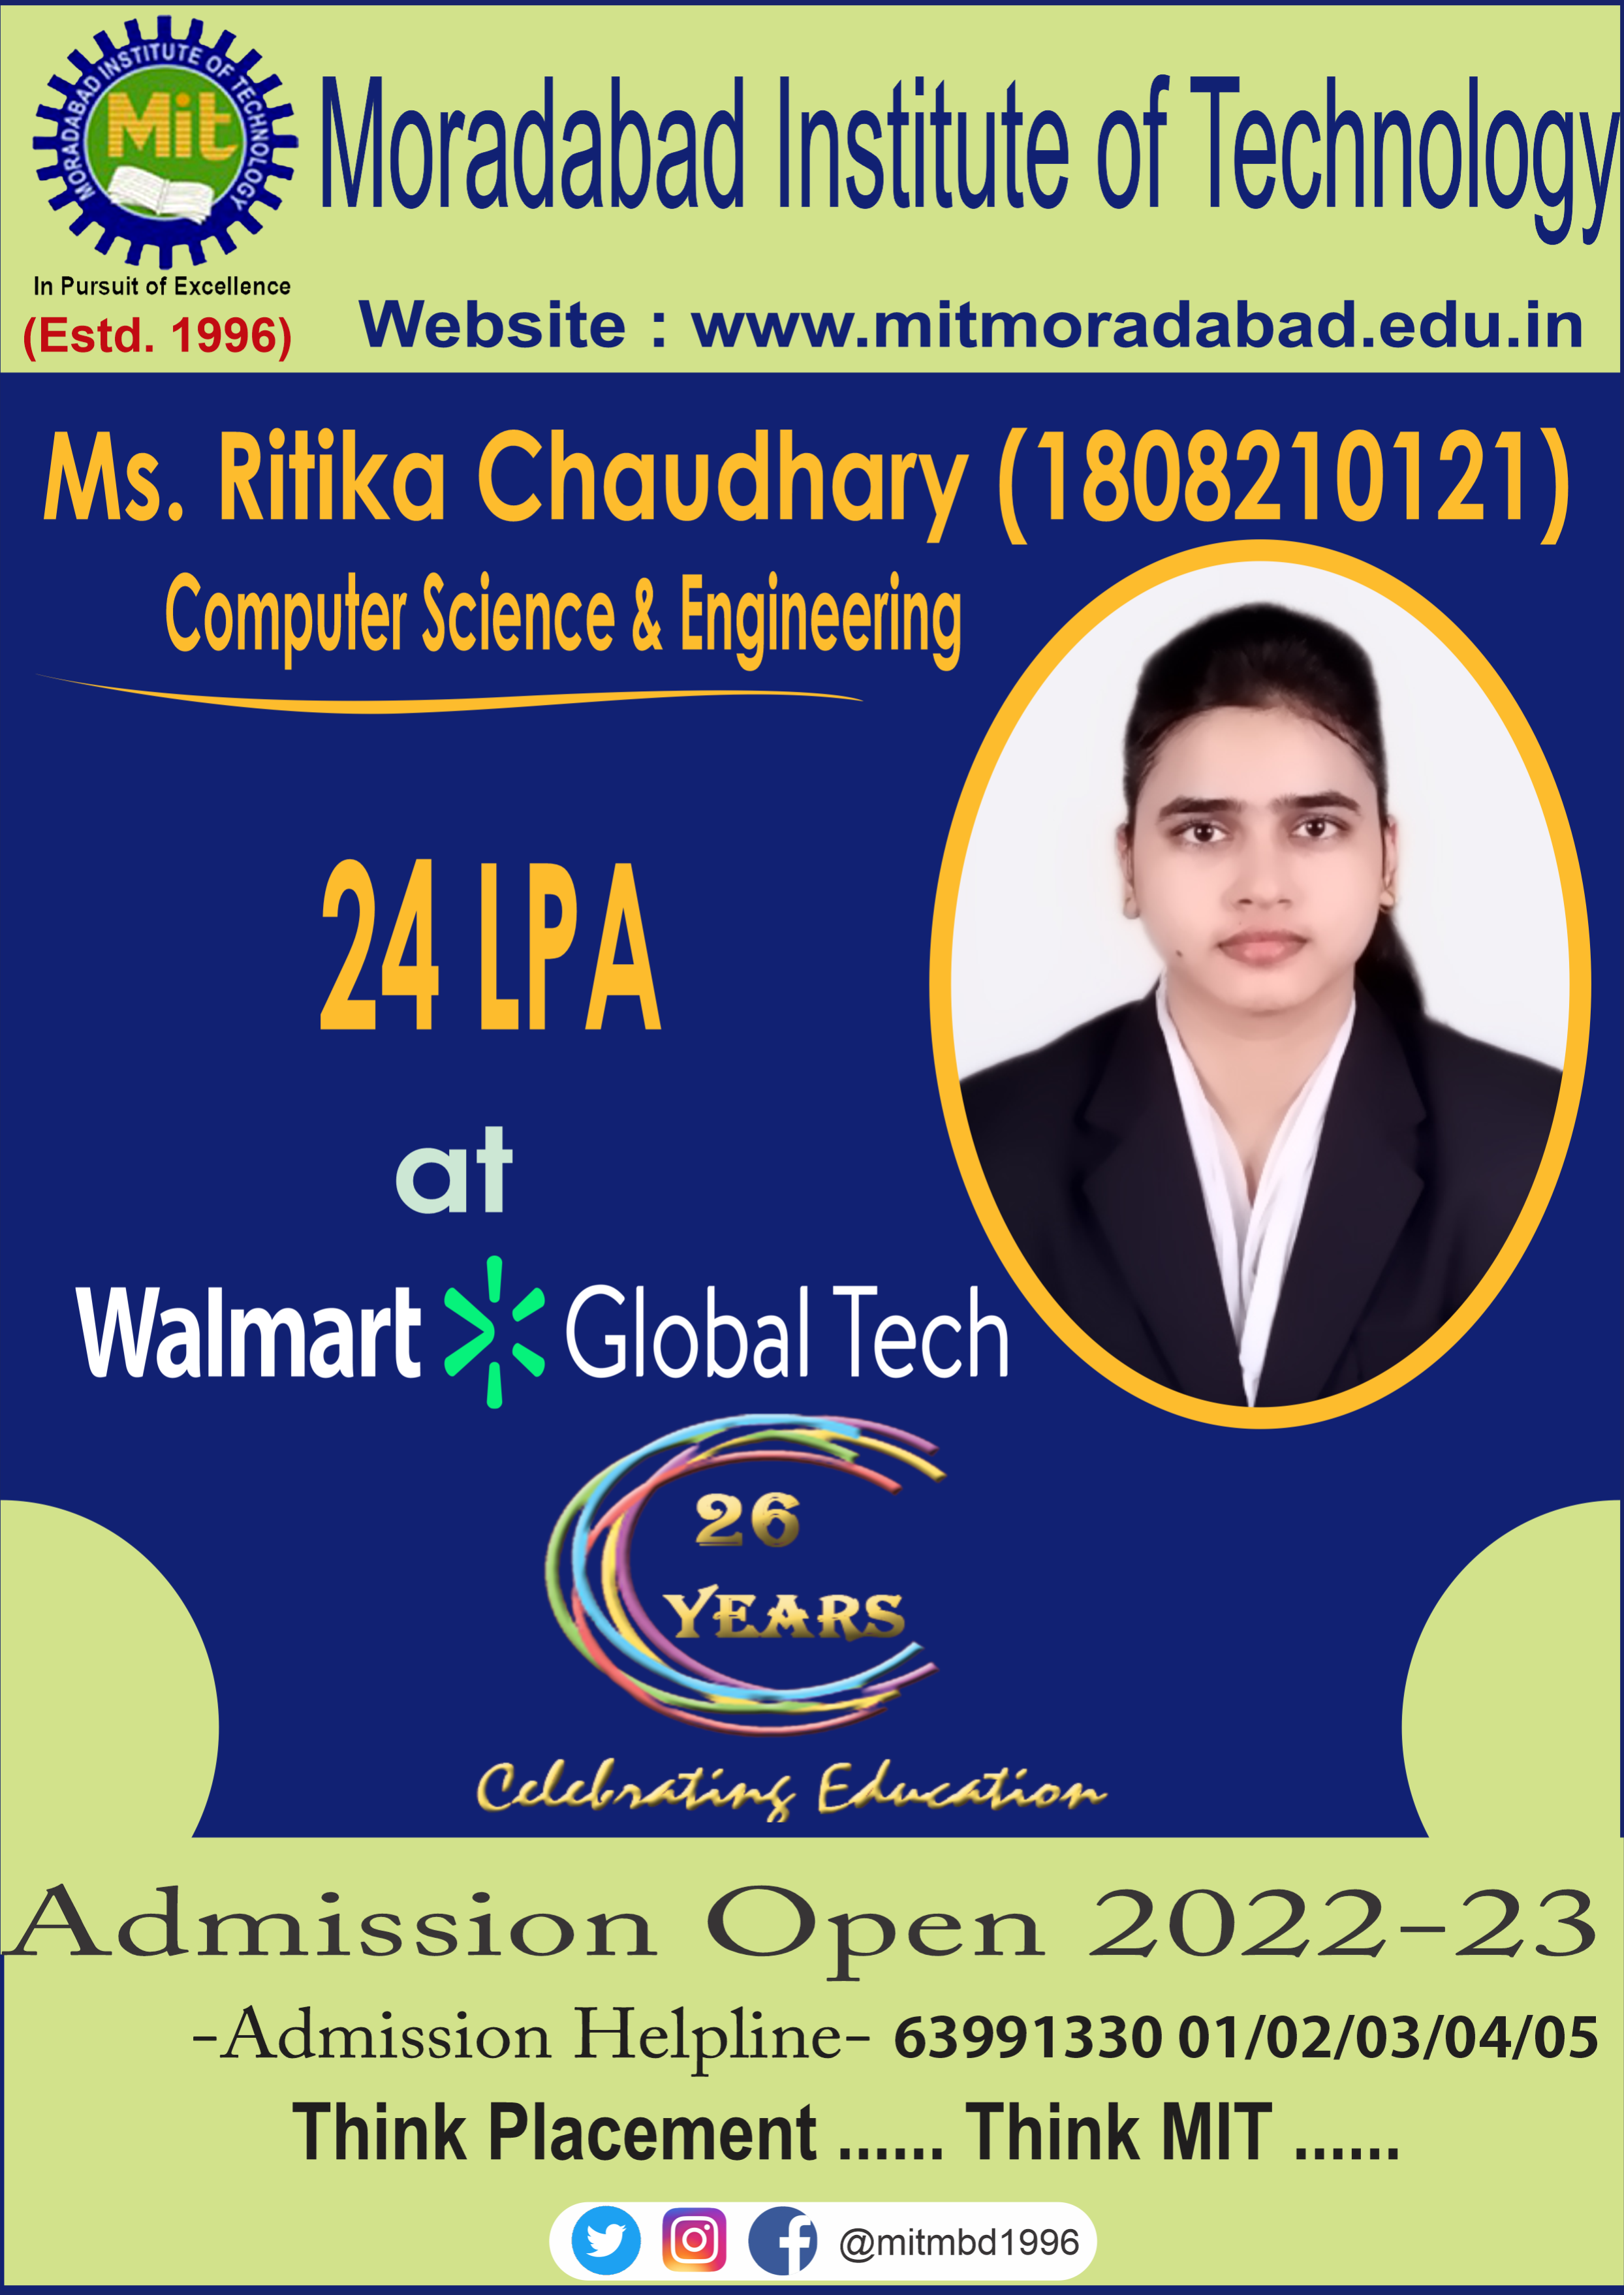 MORADABAD INSTITUTE OF TECHNOLOGY
Mit
In Pursuit of Excellence
(Estd. 1996)
Moradabad Institute of Technology
Website : www.mitmoradabad.edu.in
Ms. Ritika Chaudhary (1808210121)
Computer Science & Engineering
24 LPA
at
Walmart Global Tech
26
YEARS
Celebrating Education
Admission Open 2022-23
-Admission Helpline- 63991330 01/02/03/04/05
Think Placement ...... Think MIT ......
@mitmbd1996